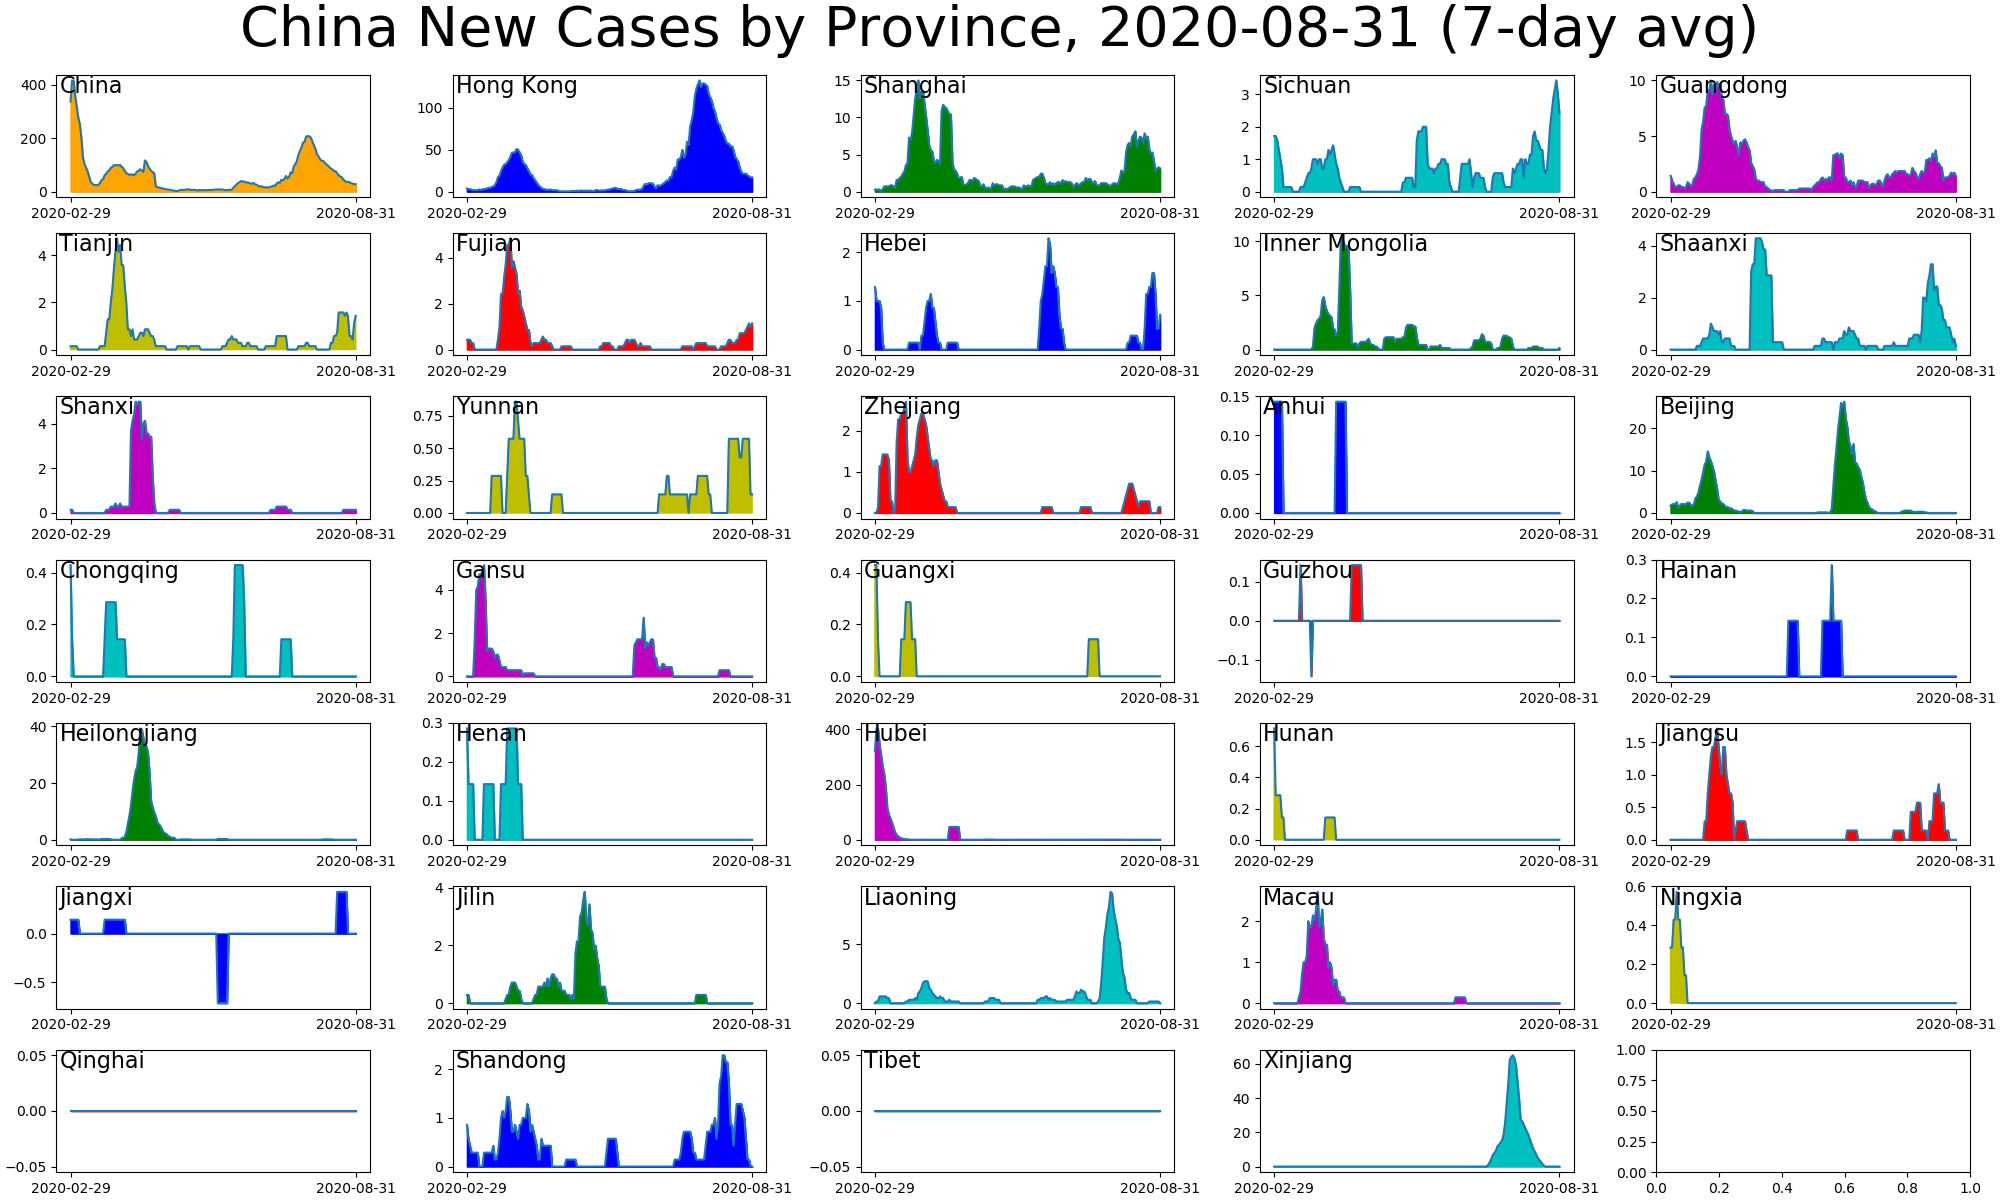 China New Cases by Province, 2020-08-31 (7-day avg)
China Hong Kong Shanghai Sichuan Guangdong
400 200 0 100 50 0 15 10 5 0 3 2 1 0 10 5 0
2020-02-29 2020-08-31 2020-02-29 2020-08-31 2020-02-29 2020-08-31 2020-02-29 2020-08-31 2020-02-29 2020-08-31
Tianjin Fujian Hebei Inner Mongolia Shaanxi
4 2 0 4 2 0 2 1 0 10 5 0 4 2 0
2020-02-29 2020-08-31 2020-02-29 2020-08-31 2020-02-29 2020-08-31 2020-02-29 2020-08-31 2020-02-29 2020-08-31
Shanxi Yunnan Zhejiang Anhui Beijing
4 2 0 0.75 0.50 0.25 0.00 2 1 0 0.15 0.10 0.05 0.00 20 10 0
2020-02-29 2020-08-31 2020-02-29 2020-08-31 2020-02-29 2020-08-31 2020-02-29 2020-08-31 2020-02-29 2020-08-31
Chongqing Gansu Guangxi Guizhou Hainan
0.4 0.2 0.0 4 2 0 0.4 0.2 0.0 0.1 0.0 −0.1 0.3 0.2 0.1 0.0
2020-02-29 2020-08-31 2020-02-29 2020-08-31 2020-02-29 2020-08-31 2020-02-29 2020-08-31 2020-02-29 2020-08-31
Heilongjiang Henan Hubei Hunan Jiangsu
40 20 0 0.3 0.2 0.1 0.0 400 200 0 0.6 0.4 0.2 0.0 1.5 1.0 0.5 0.0
2020-02-29 2020-08-31 2020-02-29 2020-08-31 2020-02-29 2020-08-31 2020-02-29 2020-08-31 2020-02-29 2020-08-31
Jiangxi Jilin Liaoning Macau Ningxia
0.0 −0.5 4 2 0 5 0 2 1 0 0.6 0.4 0.2 0.0
2020-02-29 2020-08-31 2020-02-29 2020-08-31 2020-02-29 2020-08-31 2020-02-29 2020-08-31 2020-02-29 2020-08-31
Qinghai Shandong Tibet Xinjiang
0.05 0.00 −0.05 2 1 0 0.05 0.00 −0.05 60 40 20 0 1.00 0.75 0.50 0.25 0.00
2020-02-29 2020-08-31 2020-02-29 2020-08-31 2020-02-29 2020-08-31 2020-02-29 2020-08-31 0.0 0.2 0.4 0.6 0.8 1.0